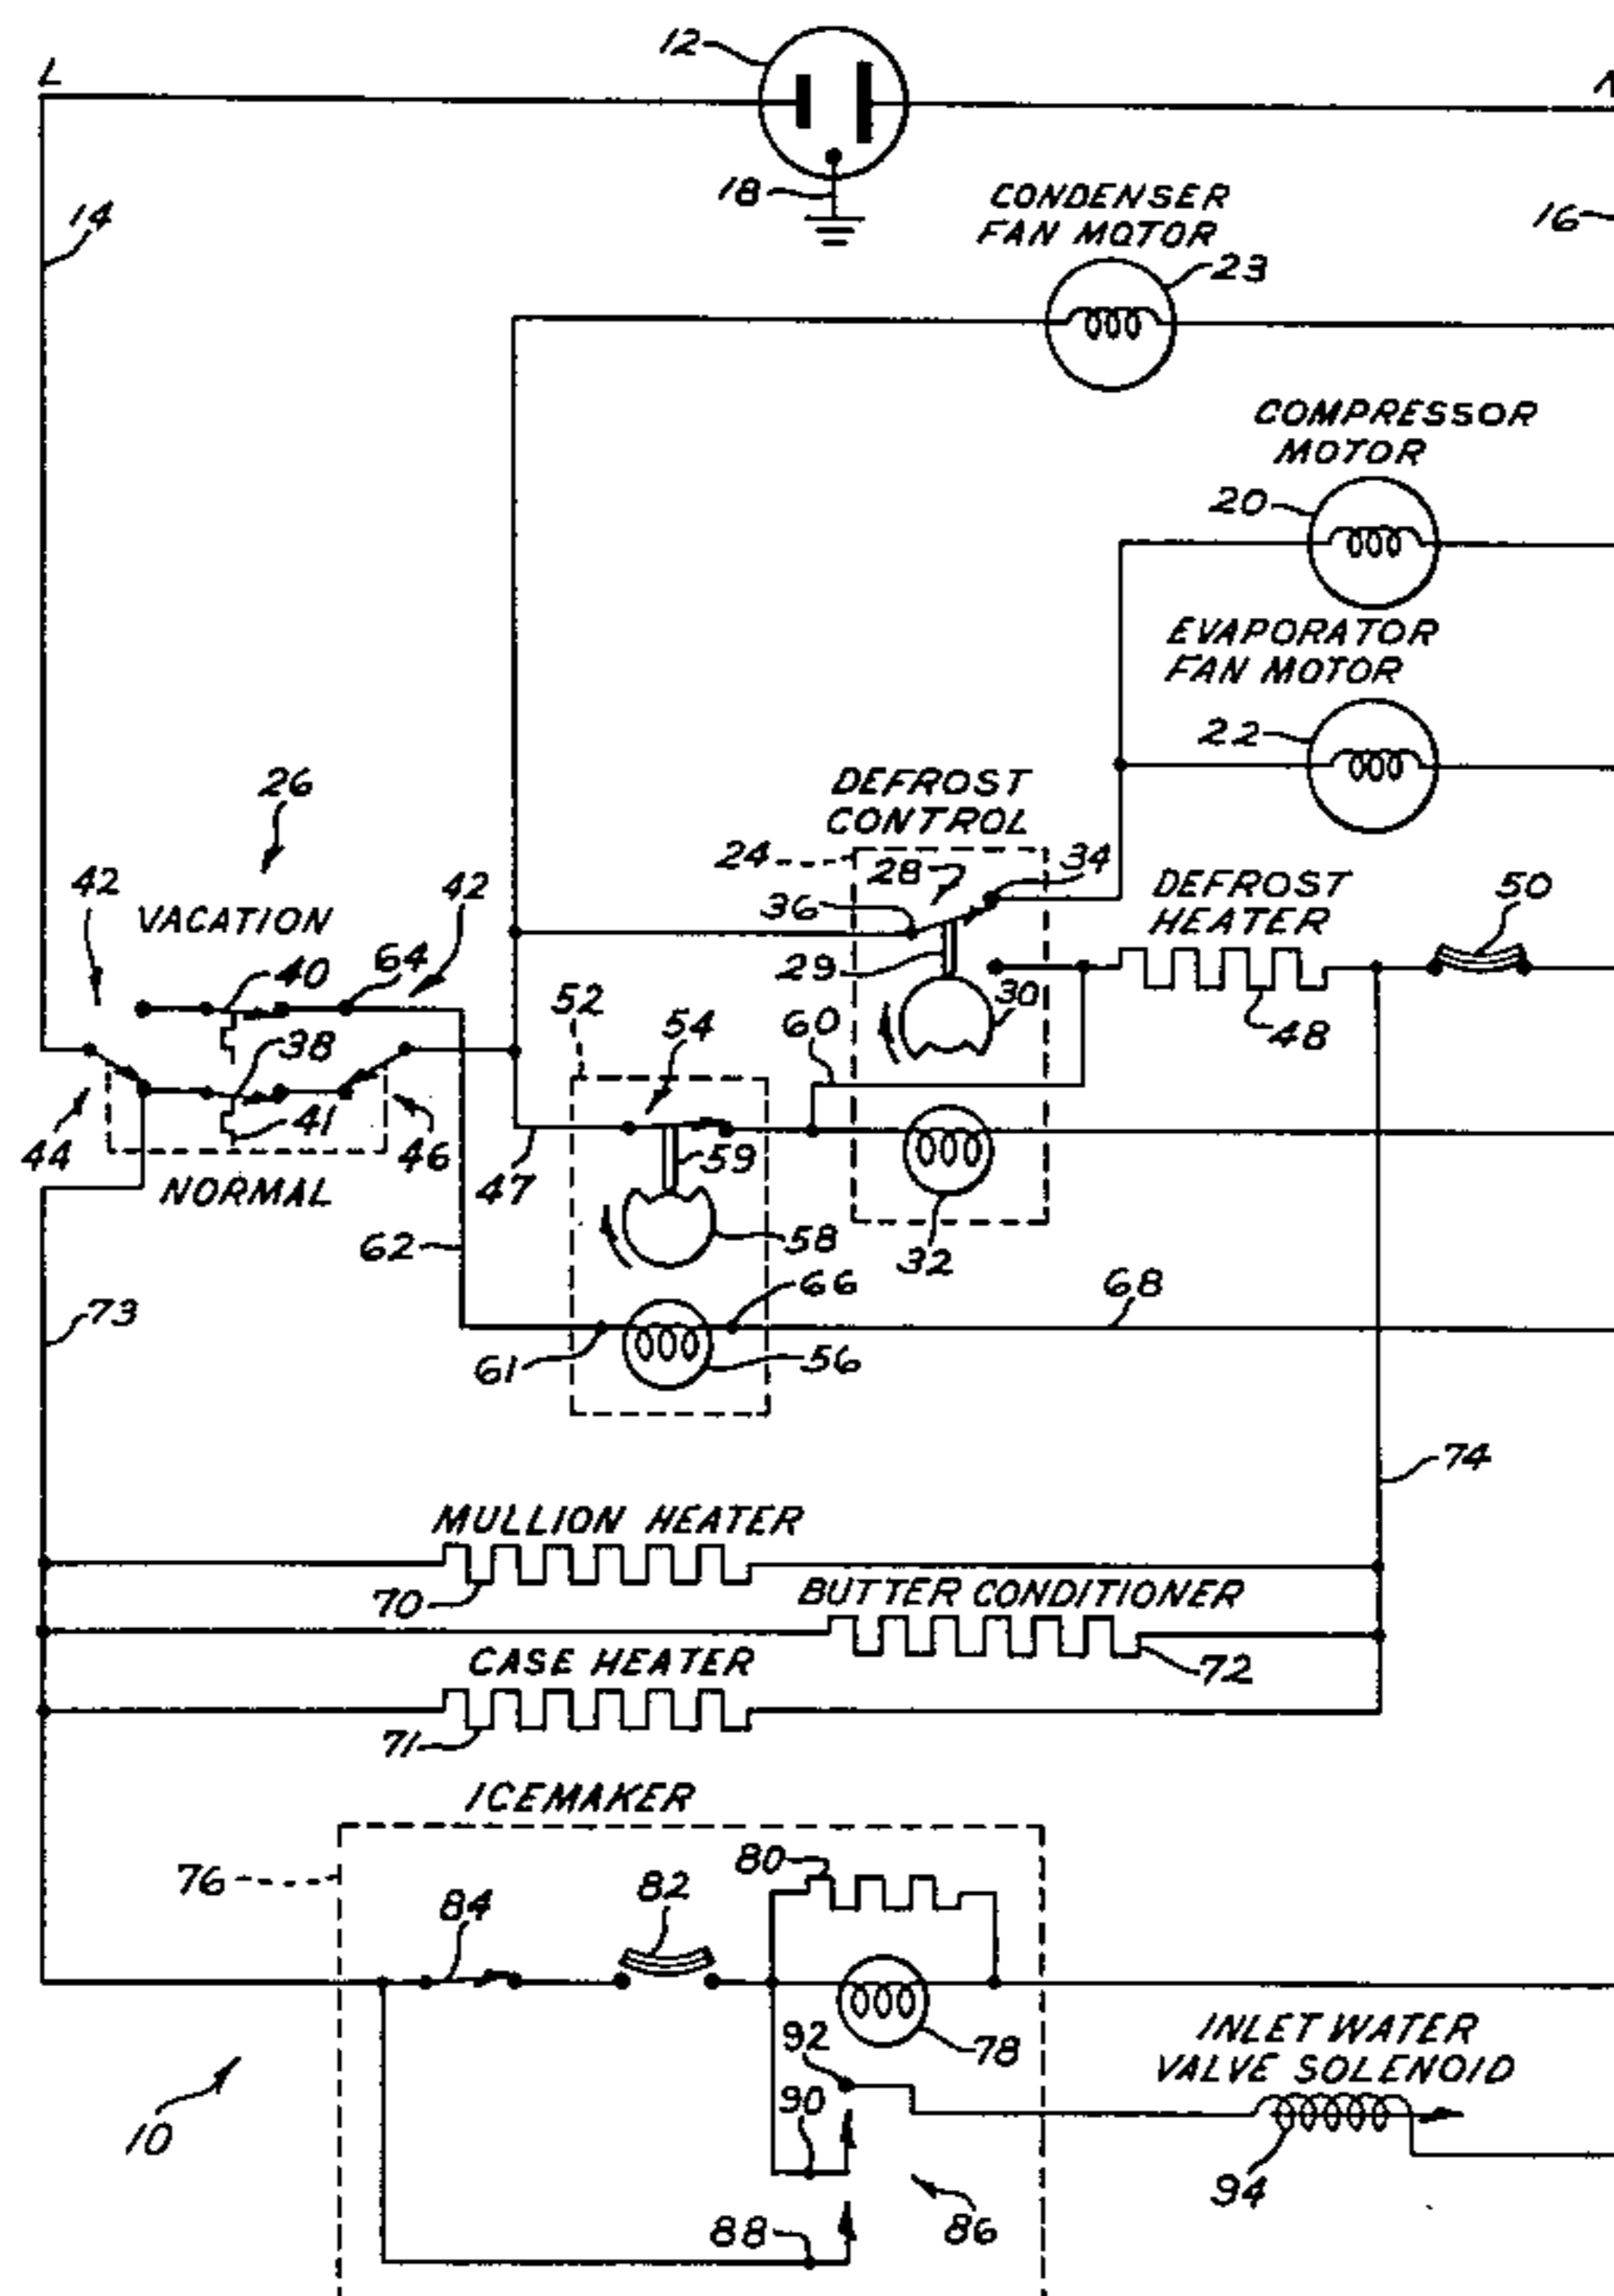 L
12
N
18
14
CONDENSER
FAN MOTOR
16
23
COMPRESSOR
MOTOR
20
EVAPORATOR
FAN MOTOR
22
26
DEFROST
CONTROL
24
28
34
DEFROST
HEATER
50
42
VACATION
42
36
64
40
29
30
48
52
54
60
38
41
44
46
59
NORMAL
47
58
62
32
66
68
73
61
56
74
MULLION HEATER
70
BUTTER CONDITIONER
CASE HEATER
72
71
ICEMAKER
76
80
84
82
78
92
INLET WATER
VALVE SOLENOID
90
10
94
88
86